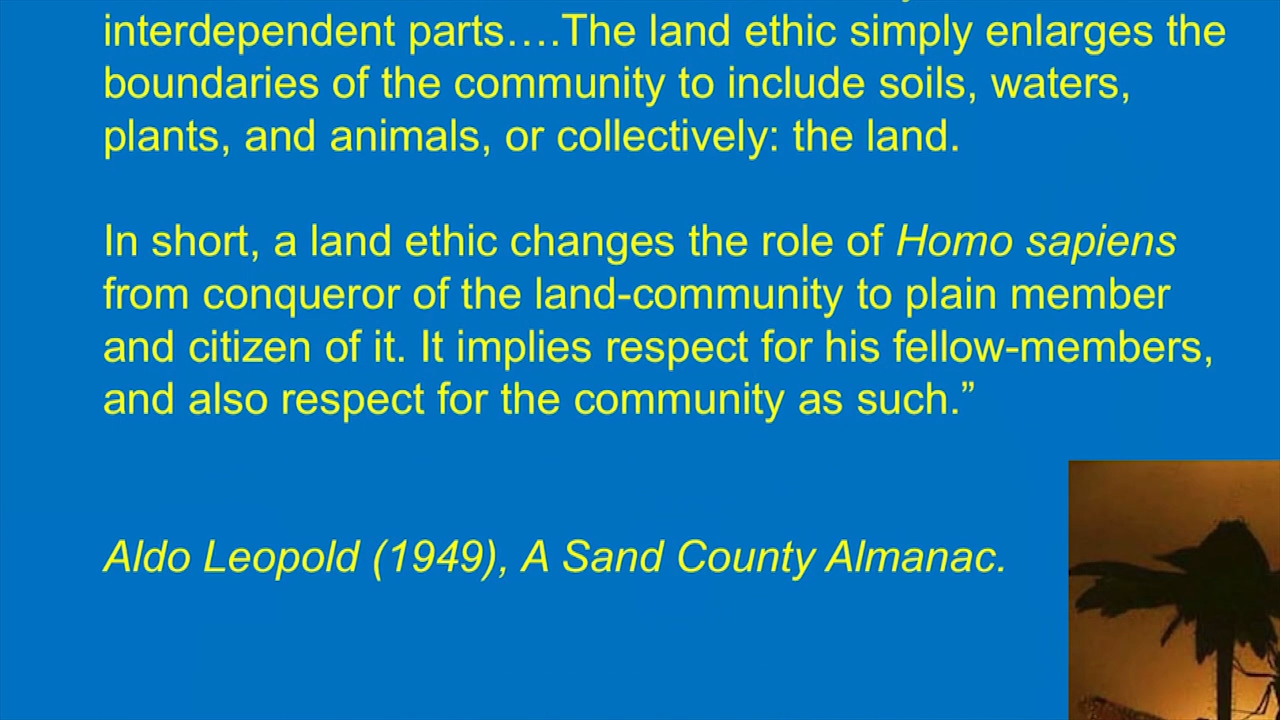 interdependent parts….The land ethic simply enlarges the
boundaries of the community to include soils, waters,
plants, and animals, or collectively: the land.
In short, a land ethic changes the role of Homo sapiens
from conqueror of the land-community to plain member
and citizen of it. It implies respect for his fellow-members,
and also respect for the community as such.”
Aldo Leopold (1949), A Sand County Almanac.